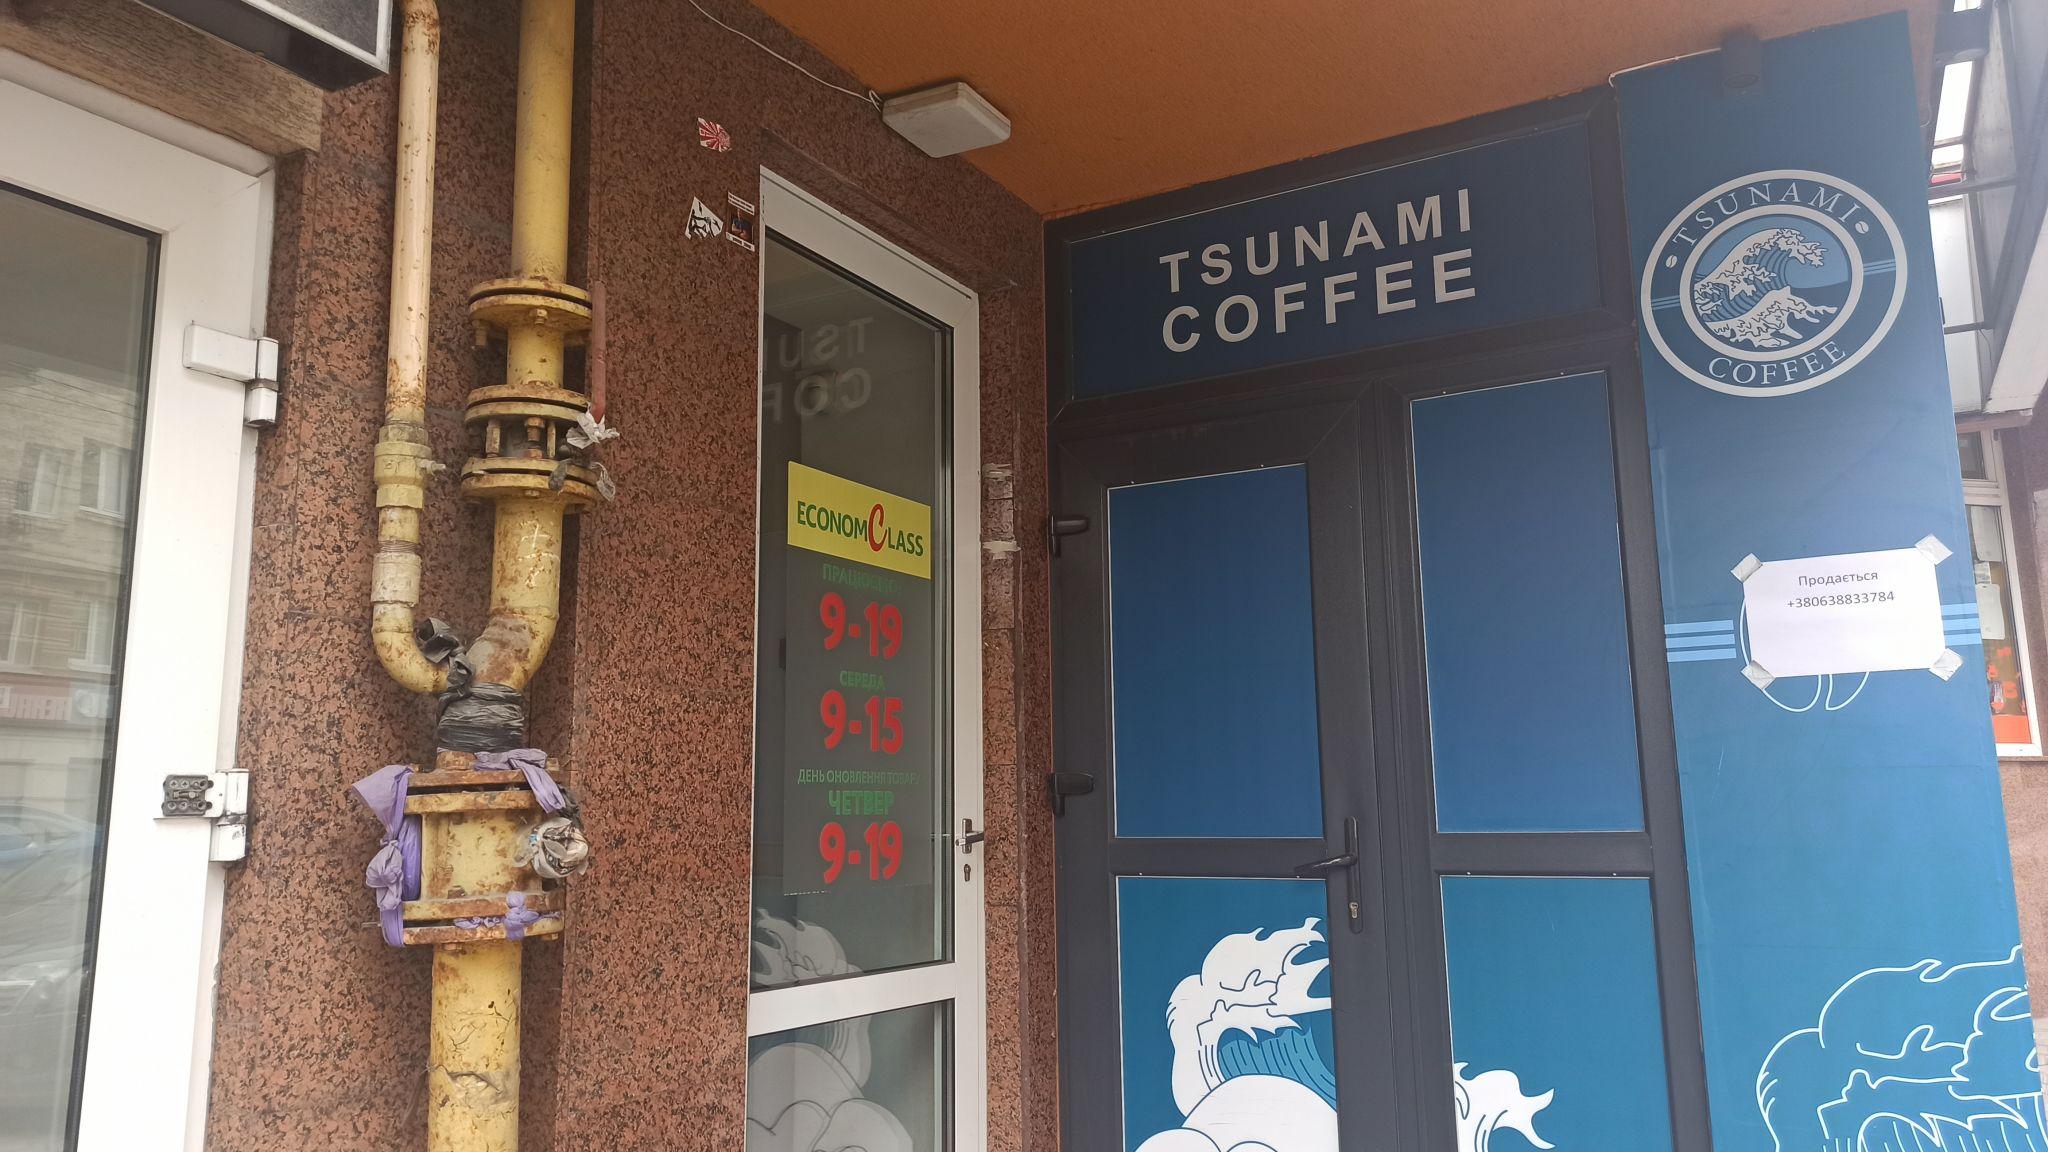 ECONOMCLASS
ПРАЦЮЄМО:
9-19
СЕРЕДА
9-15
ДЕНЬ ОНОВЛЕННЯ ТОВАРУ
ЧЕТВЕР
9-19
TSUNAMI
COFFEE
TSUNAMI
COFFEE
Продається
+380638833784